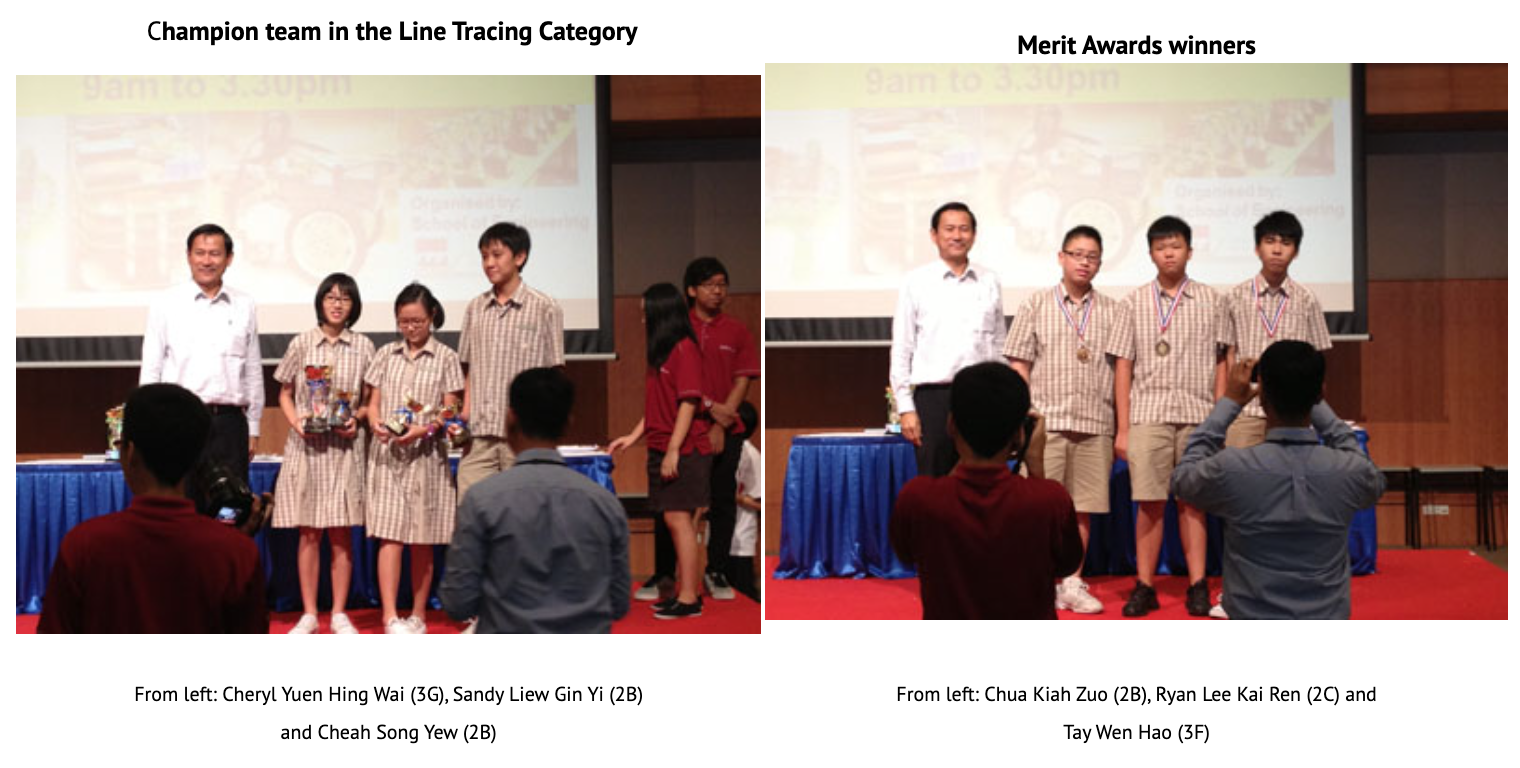 Champion team in the Line Tracing Category
Merit Awards winners
9am to 3.30pm
Organised by:
School of Engineering
9am to 3.30pm
Organised by:
School of Engineering
From left: Cheryl Yuen Hing Wai (3G), Sandy Liew Gin Yi (2B)
and Cheah Song Yew (2B)
From left: Chua Kiah Zuo (2B), Ryan Lee Kai Ren (2C) and
Tay Wen Hao (3F)